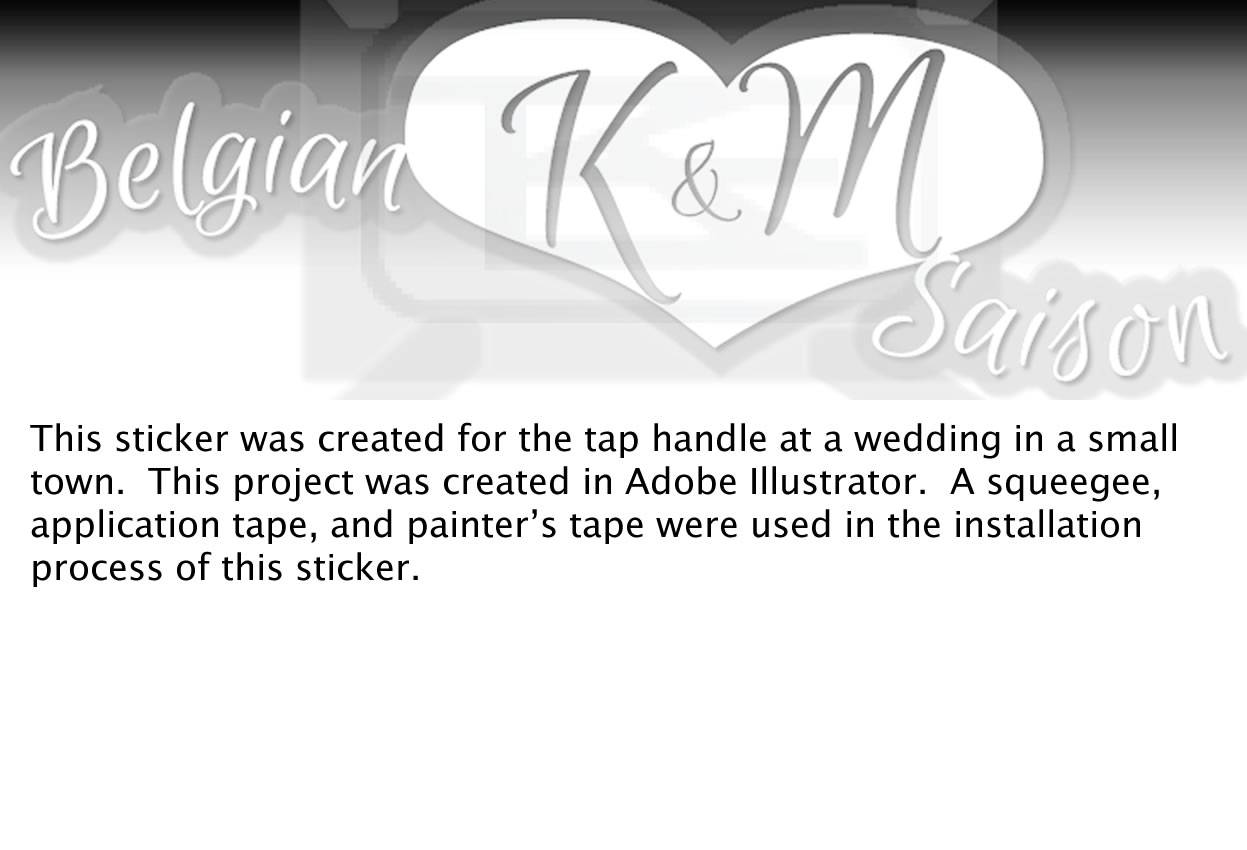 Belgian
K & M
Saison
This sticker was created for the tap handle at a wedding in a small
town.  This project was created in Adobe Illustrator.  A squeegee,
application tape, and painter’s tape were used in the installation
process of this sticker.